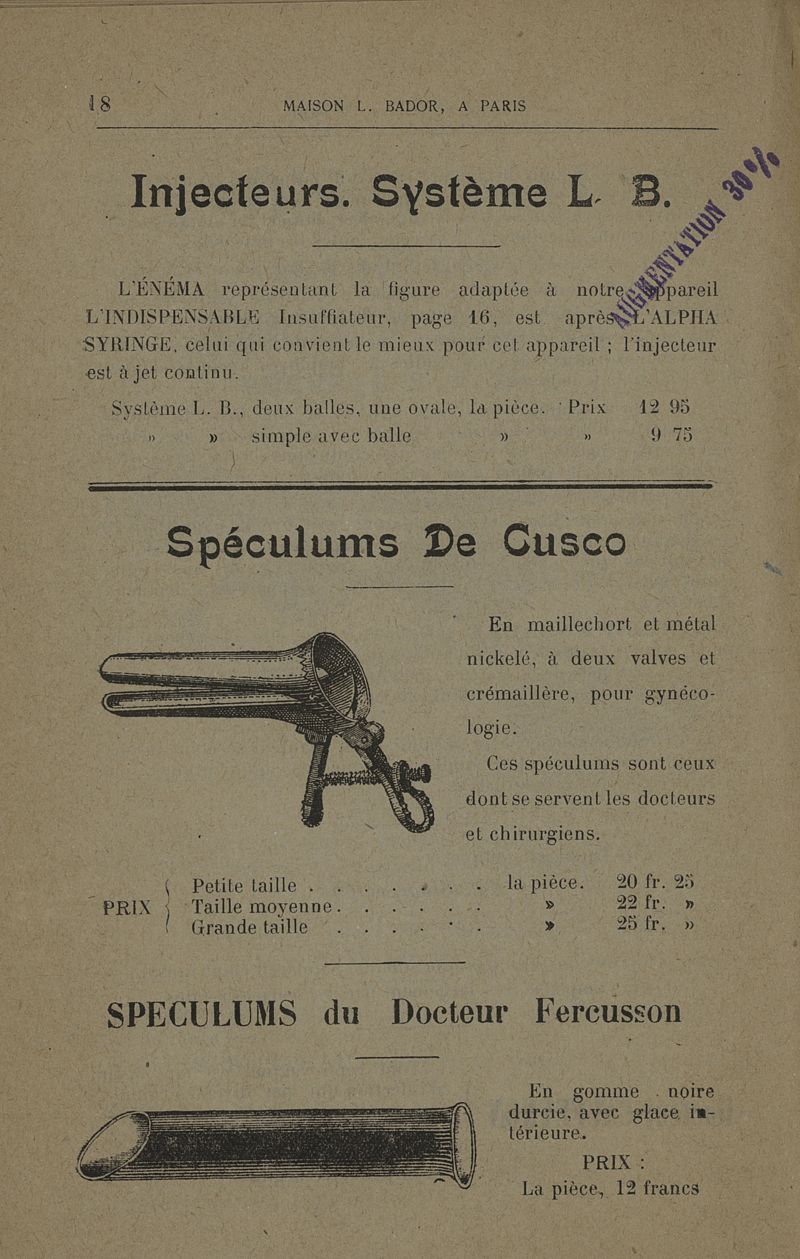 18
MAISON L. BADOR, A PARIS
Injecteurs. Système L. B.
AUGMENTATION 30 %
L'ÉNÉMA représentant la figure adaptée à notre appareil
L'INDISPENSABLE Insufflateur, page 16, est après L'ALPHA
SYRINGE, celui qui convient le mieux pour cet appareil ; l'injecteur
est à jet continu.
Système L. B., deux balles, une ovale, la pièce. Prix 12 95
» » simple avec balle » » 9 75
Spéculums De Cusco
En maillechort et métal
nickelé, à deux valves et
crémaillère, pour gynéco-
logie.
Ces spéculums sont ceux
dont se servent les docteurs
et chirurgiens.
PRIX
Petite taille . . . . . . . la pièce. 20 fr. 25
Taille moyenne . . . . . . » 22 fr. »
Grande taille . . . . . . » 25 fr. »
SPECULUMS du Docteur Fercusson
En gomme noire
durcie, avec glace in-
térieure.
PRIX :
La pièce, 12 francs